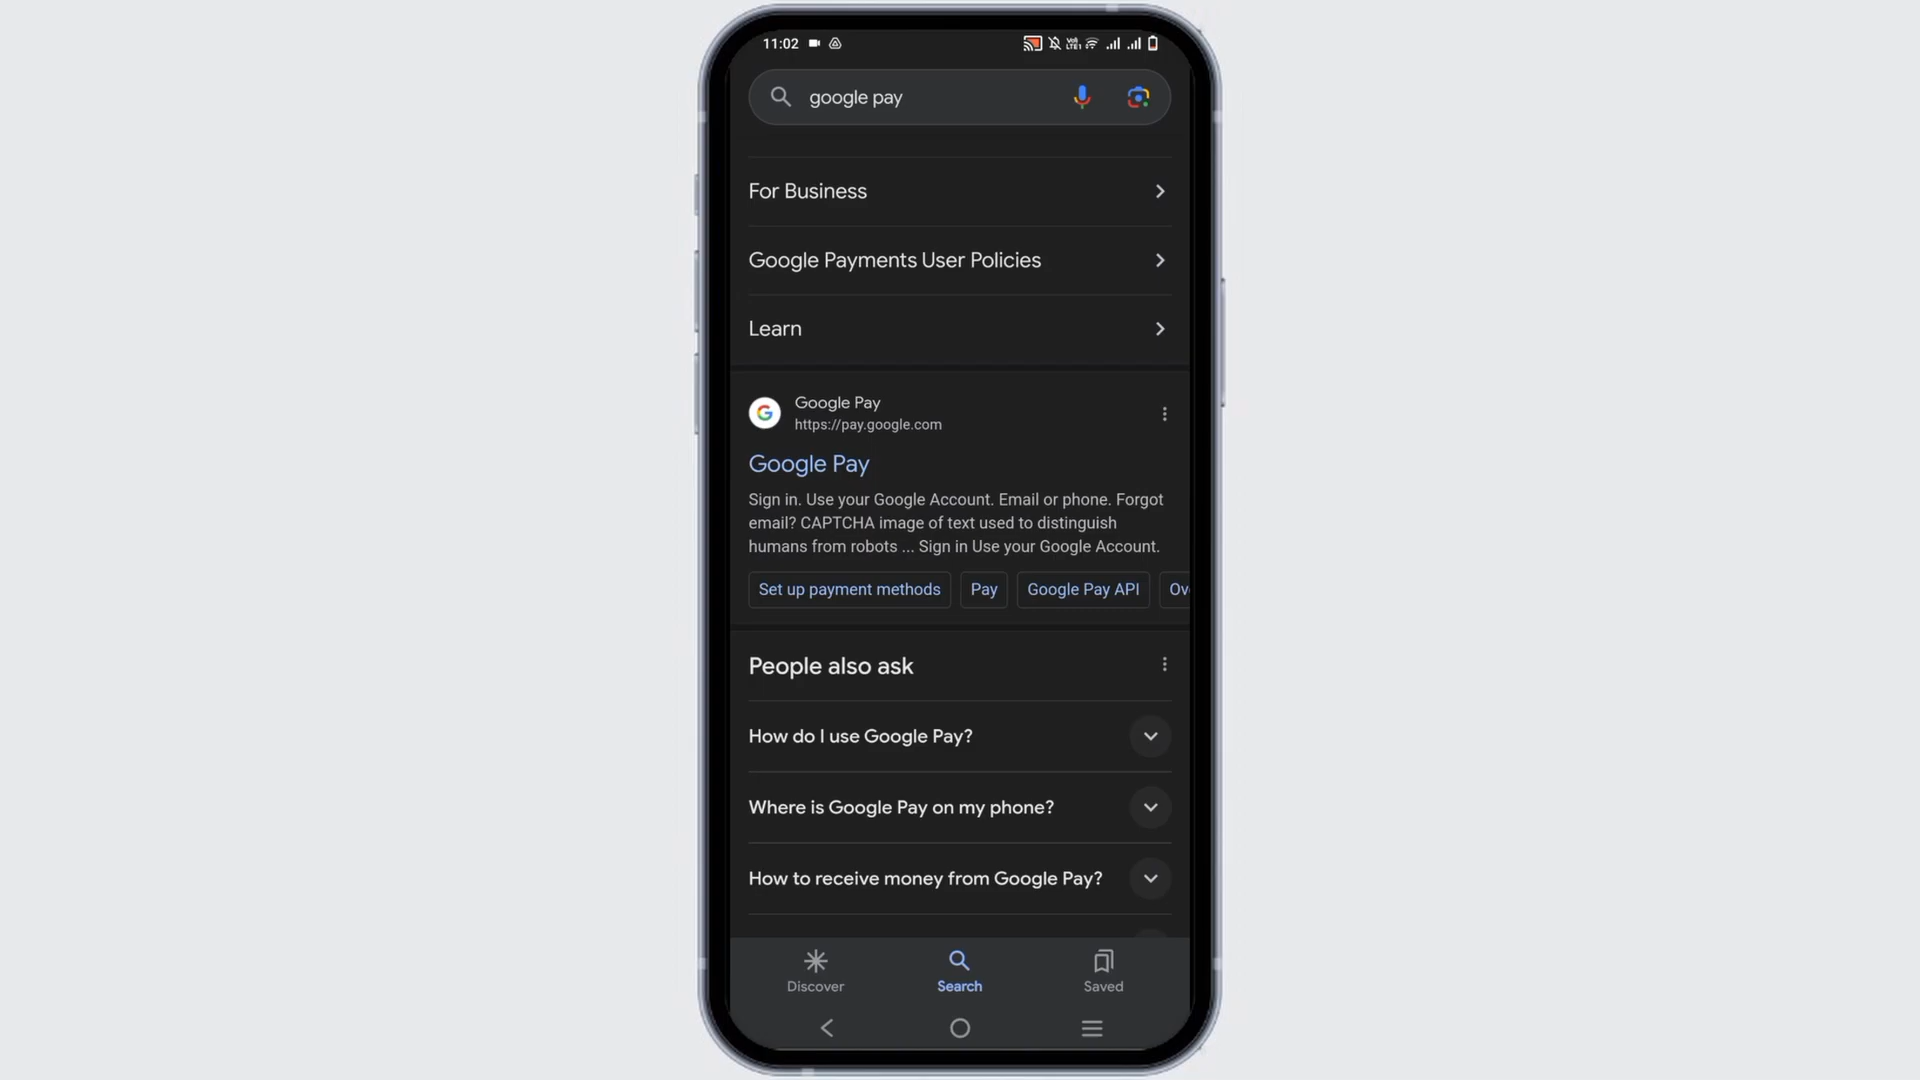 11:02
google pay
For Business
Google Payments User Policies
Learn
Google Pay
https://pay.google.com
Google Pay
Sign in. Use your Google Account. Email or phone. Forgot
email? CAPTCHA image of text used to distinguish
humans from robots ... Sign in Use your Google Account.
Set up payment methods Pay Google Pay API Ov
People also ask
How do I use Google Pay?
Where is Google Pay on my phone?
How to receive money from Google Pay?
Discover Search Saved